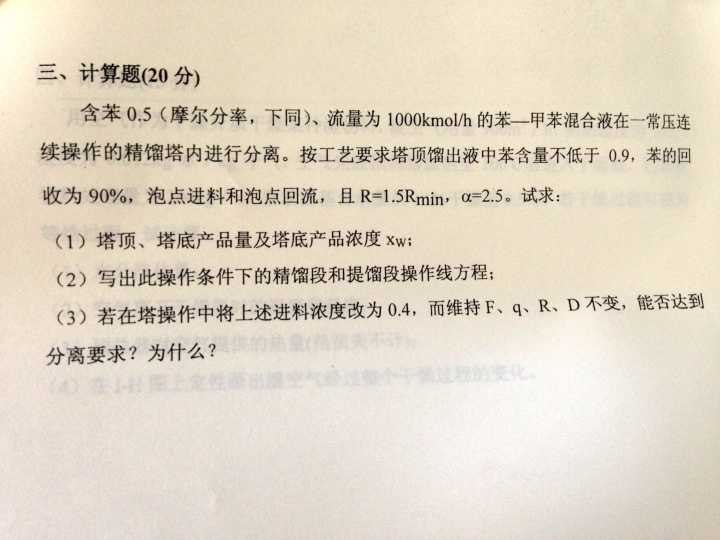 三、计算题(20 分)
含苯 0.5（摩尔分率，下同）、流量为 1000kmol/h 的苯—甲苯混合液在一常压连
续操作的精馏塔内进行分离。按工艺要求塔顶馏出液中苯含量不低于 0.9，苯的回
收为 90%，泡点进料和泡点回流，且 R=1.5Rmin，α=2.5。试求：
（1）塔顶、塔底产品量及塔底产品浓度 xw;
（2）写出此操作条件下的精馏段和提馏段操作线方程；
（3）若在塔操作中将上述进料浓度改为 0.4，而维持 F、q、R、D 不变，能否达到
分离要求？为什么？